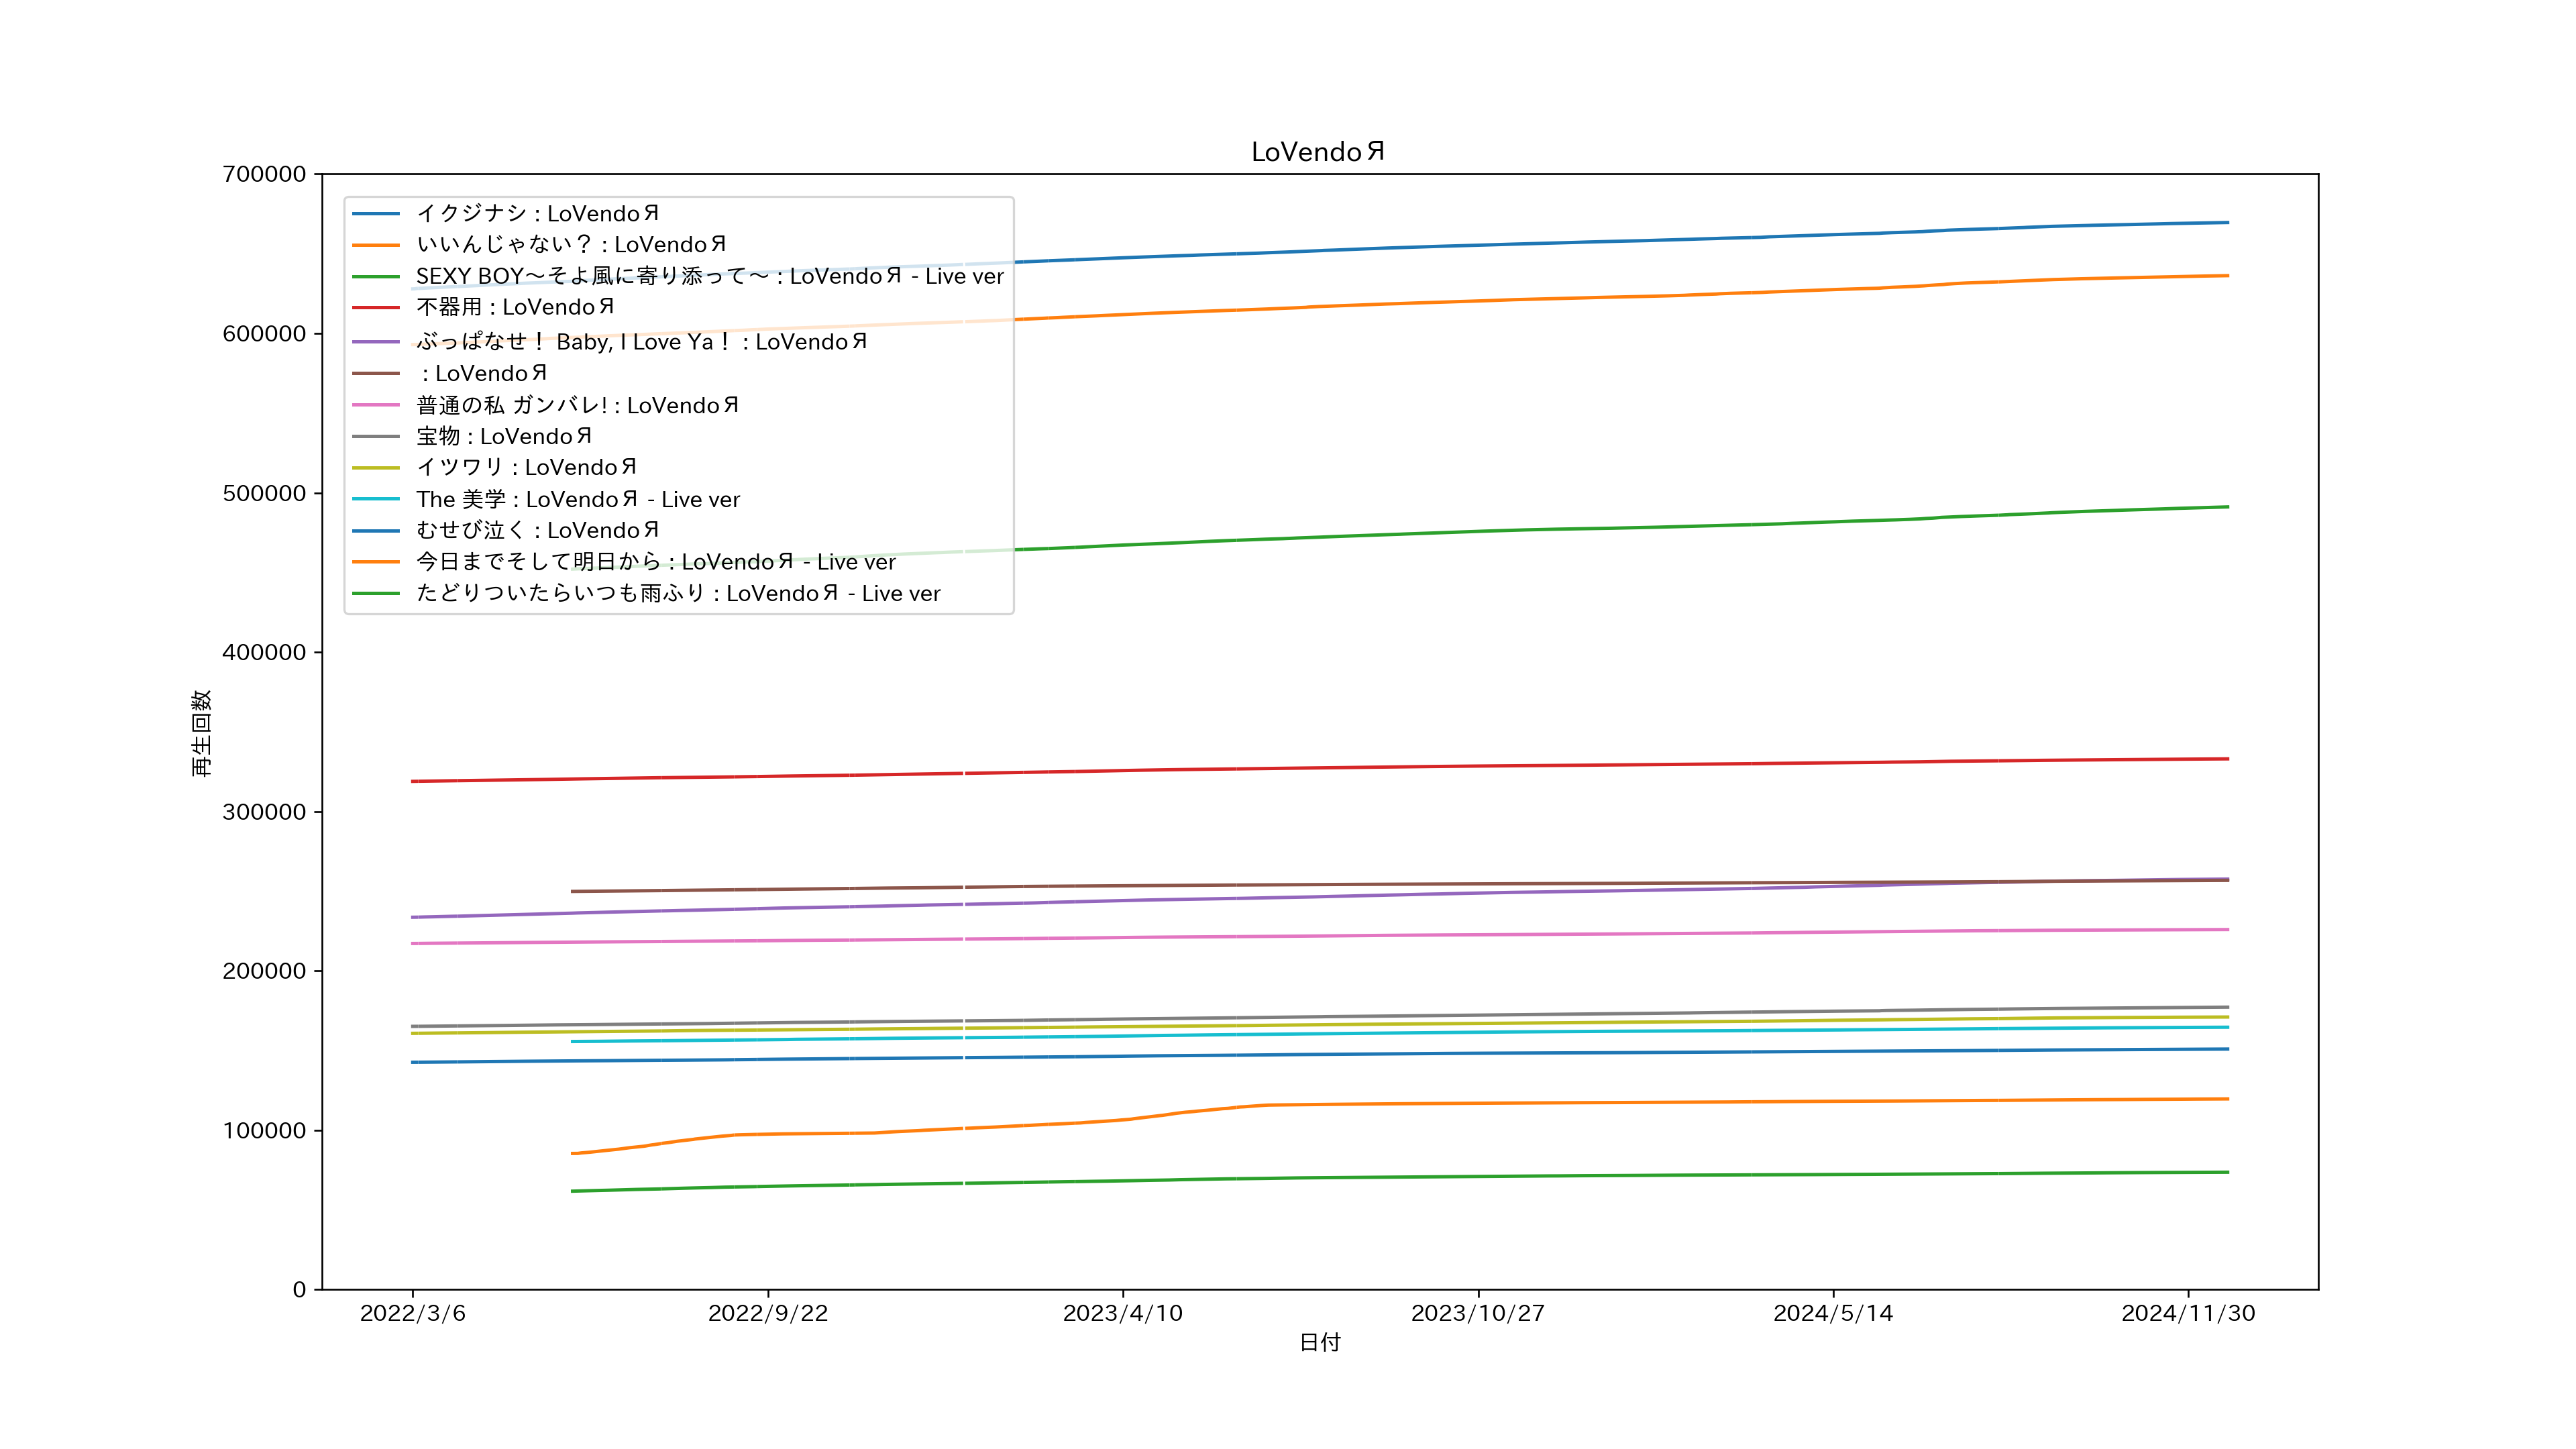 LoVendoЯ
700000
600000
500000
400000
300000
200000
100000
0
再生回数
イクジナシ : LoVendoЯ
いいんじゃない？ : LoVendoЯ
SEXY BOY～そよ風に寄り添って～ : LoVendoЯ - Live ver
不器用 : LoVendoЯ
ぶっぱなせ！ Baby, I Love Ya！ : LoVendoЯ
: LoVendoЯ
普通の私 ガンバレ! : LoVendoЯ
宝物 : LoVendoЯ
イツワリ : LoVendoЯ
The 美学 : LoVendoЯ - Live ver
むせび泣く : LoVendoЯ
今日までそして明日から : LoVendoЯ - Live ver
たどりついたらいつも雨ふり : LoVendoЯ - Live ver
2022/3/6
2022/9/22
2023/4/10
2023/10/27
2024/5/14
2024/11/30
日付